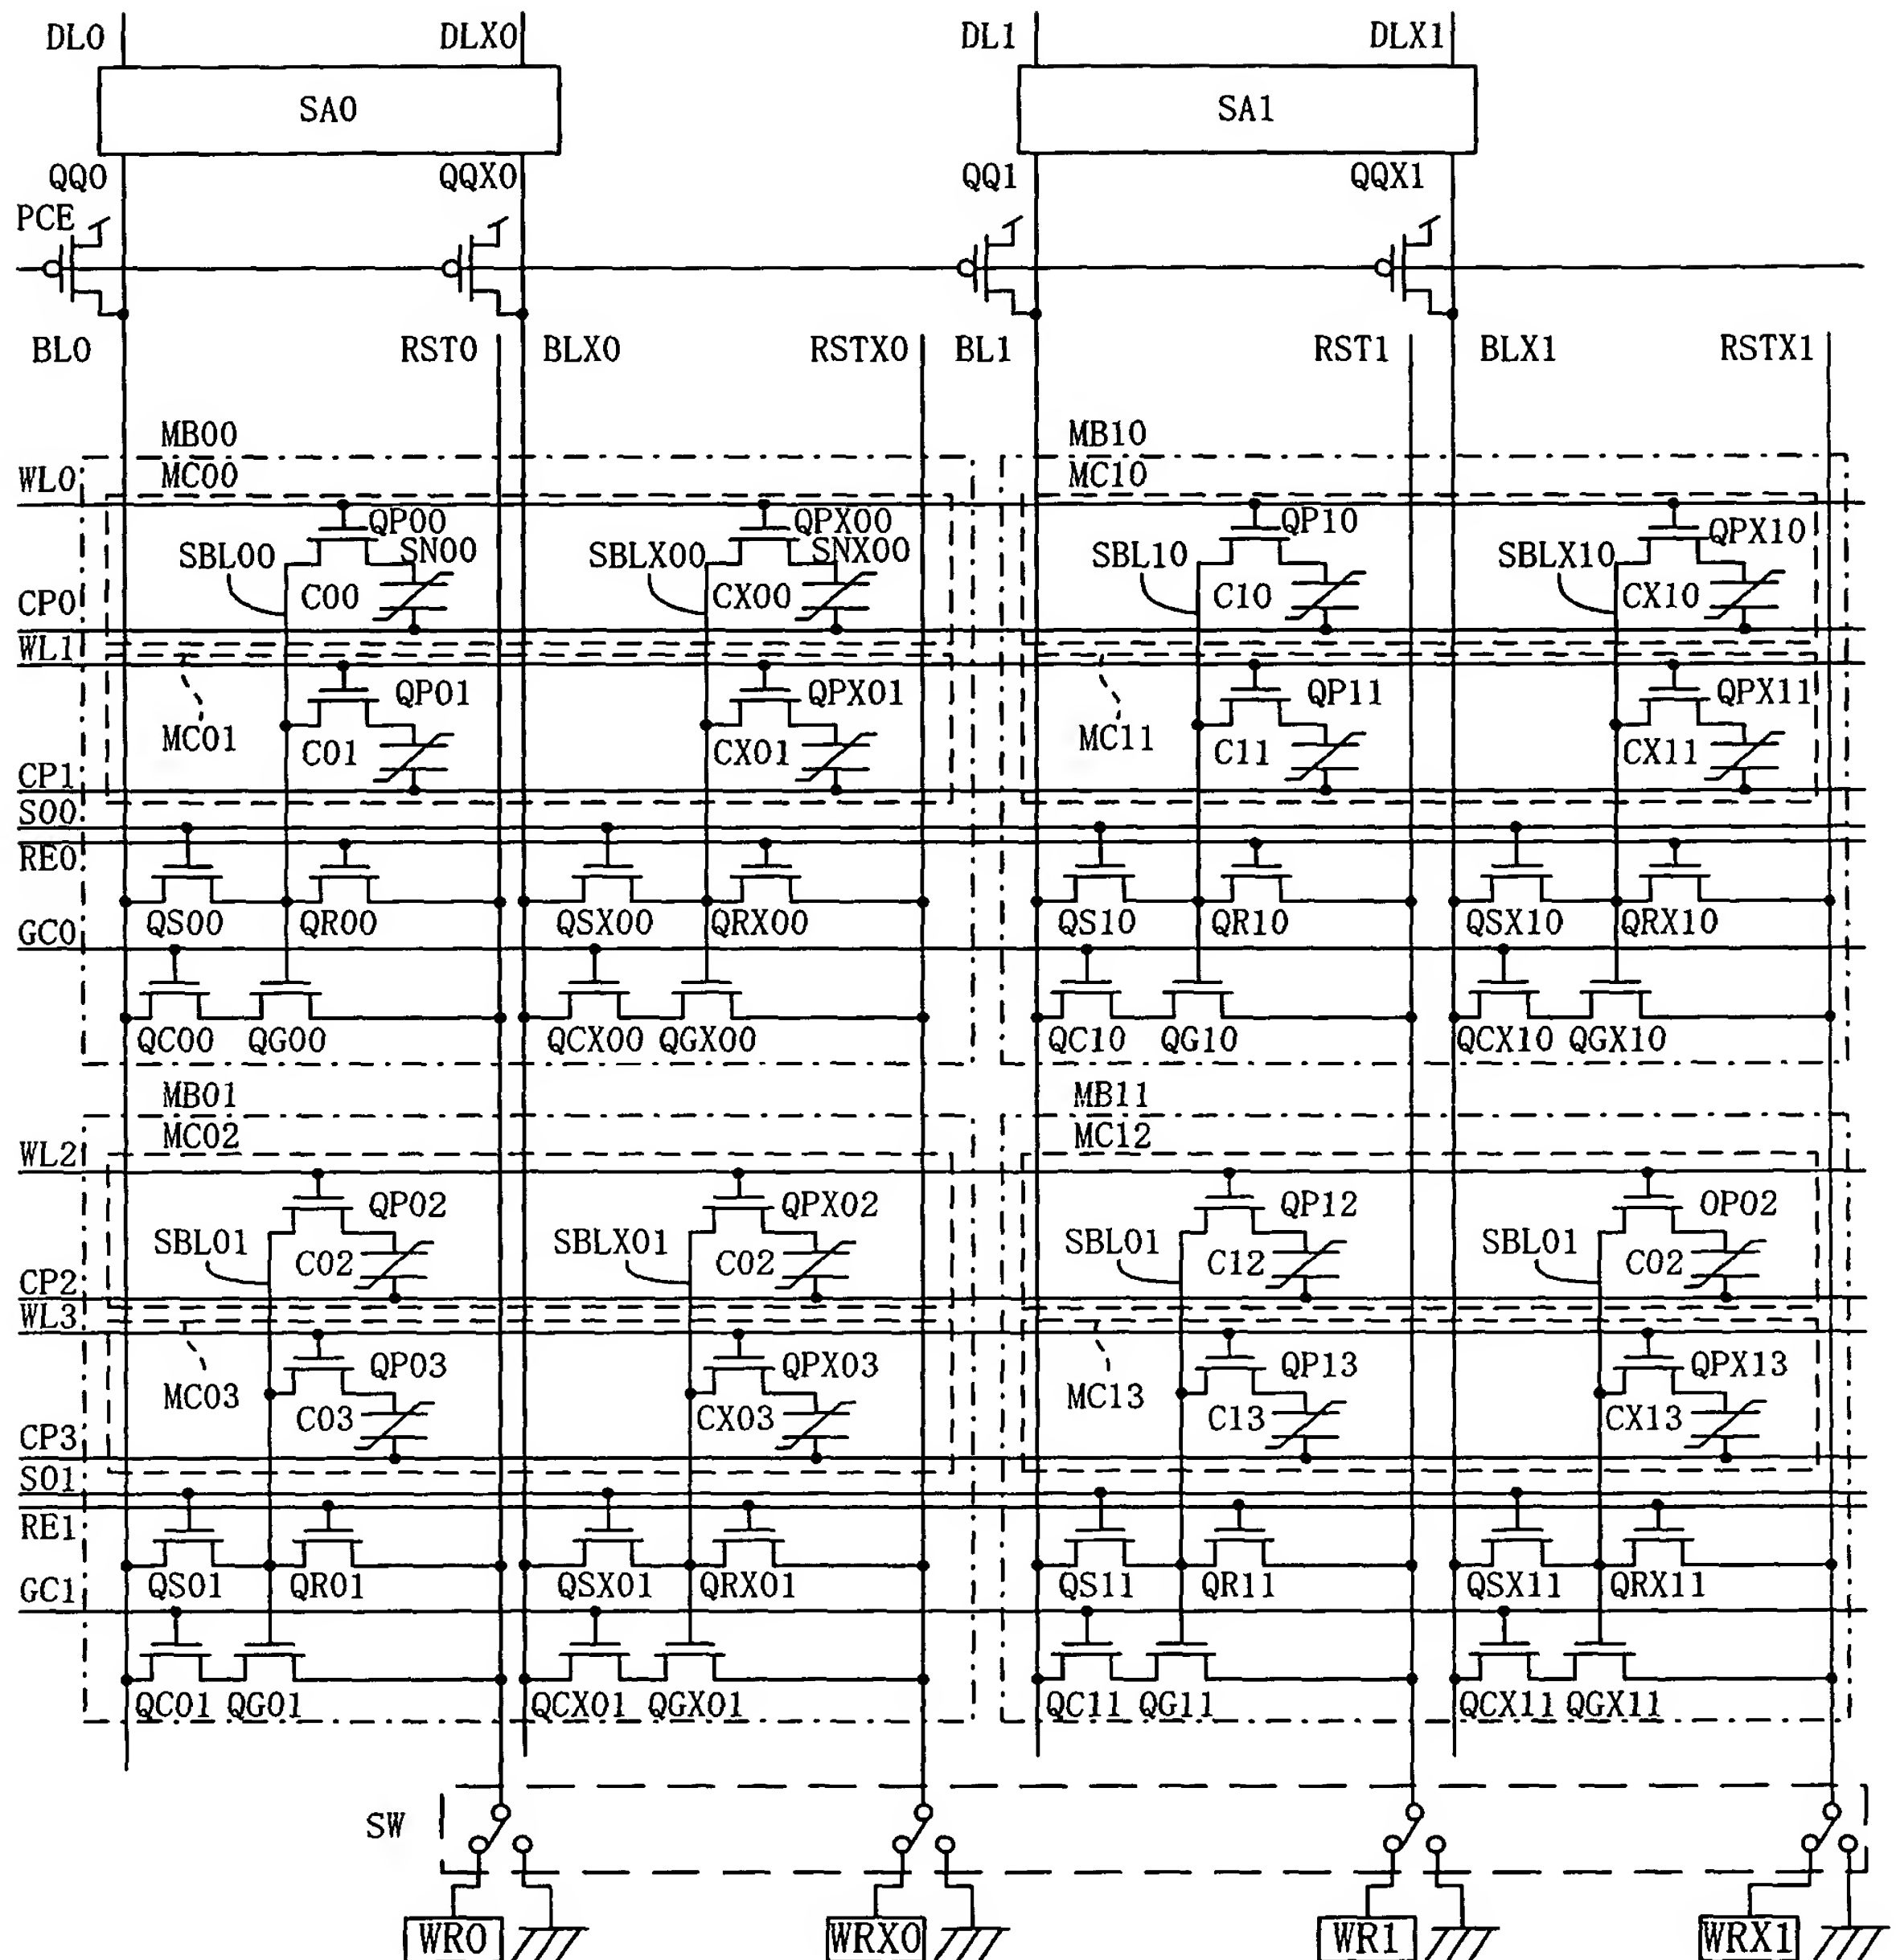 DL0 DLX0 DL1 DLX1
SA0 SA1
QQ0 QQX0 QQ1 QQX1
PCE
BL0 RST0 BLX0 RSTX0 BL1 RST1 BLX1 RSTX1
MB00 MB10
WL0 MC00 MC10
QP00 QPX00 QP10 QPX10
SBL00 SN00 SBLX00 SNX00 SBL10 SBLX10
CP0 C00 CX00 C10 CX10
WL1
QP01 QPX01 QP11 QPX11
MC01 C01 CX01 MC11 C11 CX11
CP1
S00
RE0
QS00 QR00 QSX00 QRX00 QS10 QR10 QSX10 QRX10
GC0
QC00 QG00 QCX00 QGX00 QC10 QG10 QCX10 QGX10
MB01 MB11
WL2 MC02 MC12
QP02 QPX02 QP12 OP02
SBL01 SBLX01 SBL01 SBL01
CP2 C02 C02 C12 C02
WL3
QP03 QPX03 QP13 QPX13
MC03 C03 CX03 MC13 C13 CX13
CP3
S01
RE1
QS01 QR01 QSX01 QRX01 QS11 QR11 QSX11 QRX11
GC1
QC01 QG01 QCX01 QGX01 QC11 QG11 QCX11 QGX11
SW
WR0 WRX0 WR1 WRX1